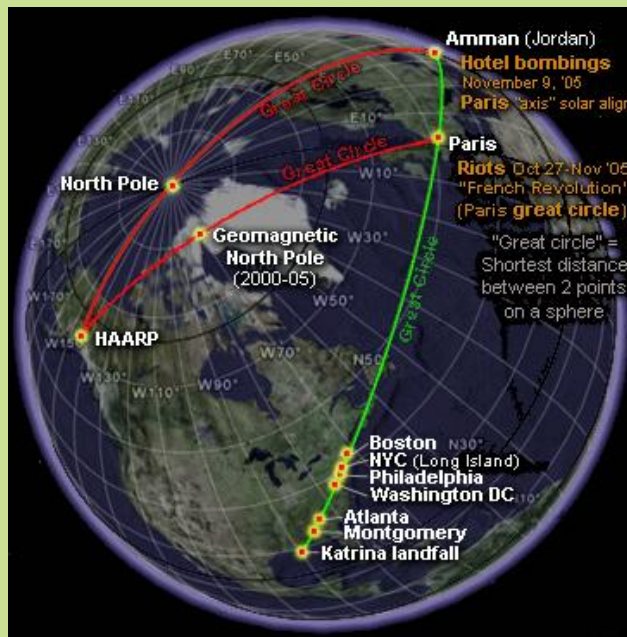 Amman (Jordan)
Hotel bombings
November 9, '05
Paris "axis" solar align
Great Circle
Great Circle
Paris
Riots Oct 27-Nov '05
"French Revolution"
(Paris great circle)
North Pole
Geomagnetic
North Pole
(2000-05)
"Great circle" =
Shortest distance
between 2 points
on a sphere
Great Circle
HAARP
E70°
E50°
E10°
W10°
W30°
W50°
W70°
W90°
W110°
W130°
W170°
N50°
N30°
Boston
NYC (Long Island)
Philadelphia
Washington DC
Atlanta
Montgomery
Katrina landfall